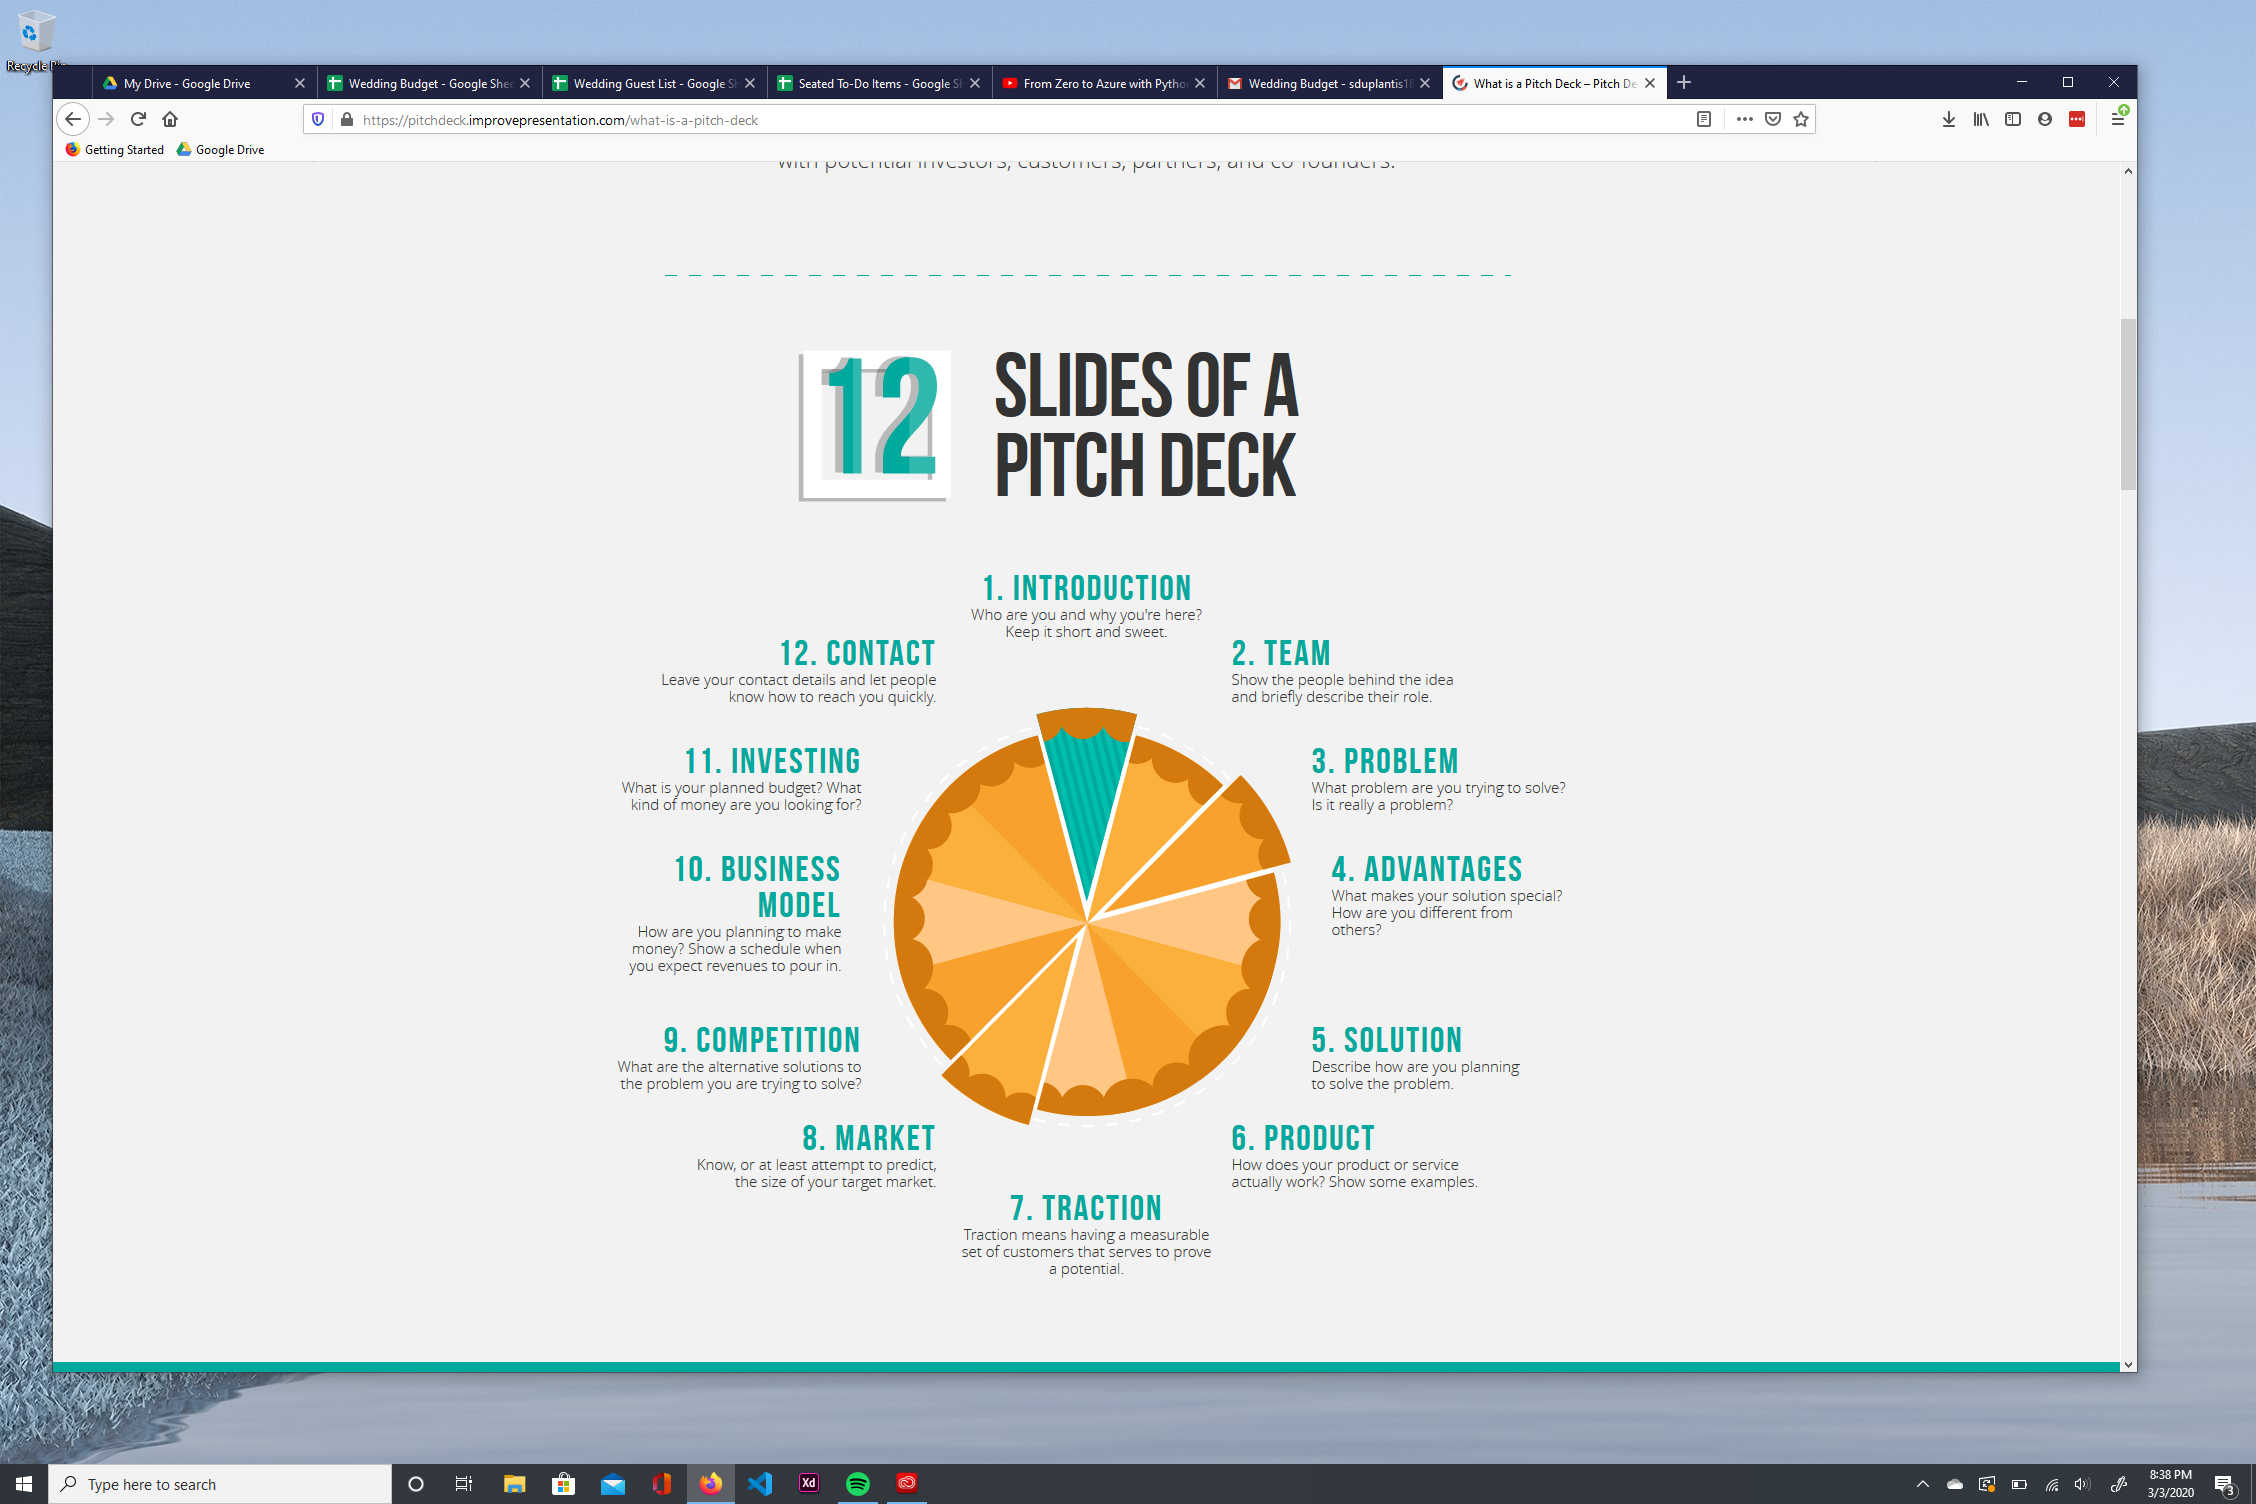 Recycle Bin
My Drive - Google Drive
Wedding Budget - Google Shee
Wedding Guest List - Google Sh
Seated To-Do Items - Google Sh
From Zero to Azure with Python
Wedding Budget - sduplantis18
What is a Pitch Deck – Pitch De
https://pitchdeck.improvepresentation.com/what-is-a-pitch-deck
Getting Started
Google Drive
with potential investors, customers, partners, and co-founders.
12
SLIDES OF A
PITCH DECK
1. INTRODUCTION
Who are you and why you're here?
Keep it short and sweet.
2. TEAM
Show the people behind the idea
and briefly describe their role.
3. PROBLEM
What problem are you trying to solve?
Is it really a problem?
4. ADVANTAGES
What makes your solution special?
How are you different from
others?
5. SOLUTION
Describe how are you planning
to solve the problem.
6. PRODUCT
How does your product or service
actually work? Show some examples.
7. TRACTION
Traction means having a measurable
set of customers that serves to prove
a potential.
8. MARKET
Know, or at least attempt to predict,
the size of your target market.
9. COMPETITION
What are the alternative solutions to
the problem you are trying to solve?
10. BUSINESS
MODEL
How are you planning to make
money? Show a schedule when
you expect revenues to pour in.
11. INVESTING
What is your planned budget? What
kind of money are you looking for?
12. CONTACT
Leave your contact details and let people
know how to reach you quickly.
Type here to search
Xd
8:38 PM
3/3/2020
3